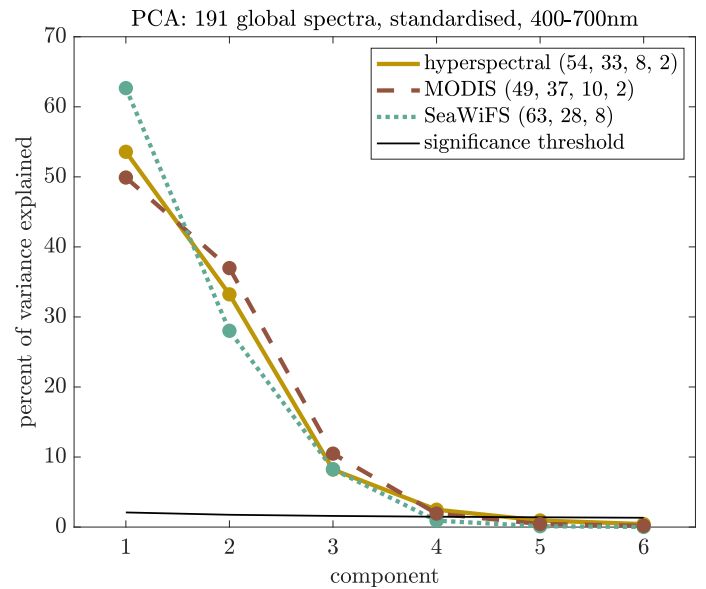 PCA: 191 global spectra, standardised, 400-700nm
hyperspectral (54, 33, 8, 2)
MODIS (49, 37, 10, 2)
SeaWiFS (63, 28, 8)
significance threshold
percent of variance explained
70
60
50
40
30
20
10
0
1 2 3 4 5 6
component